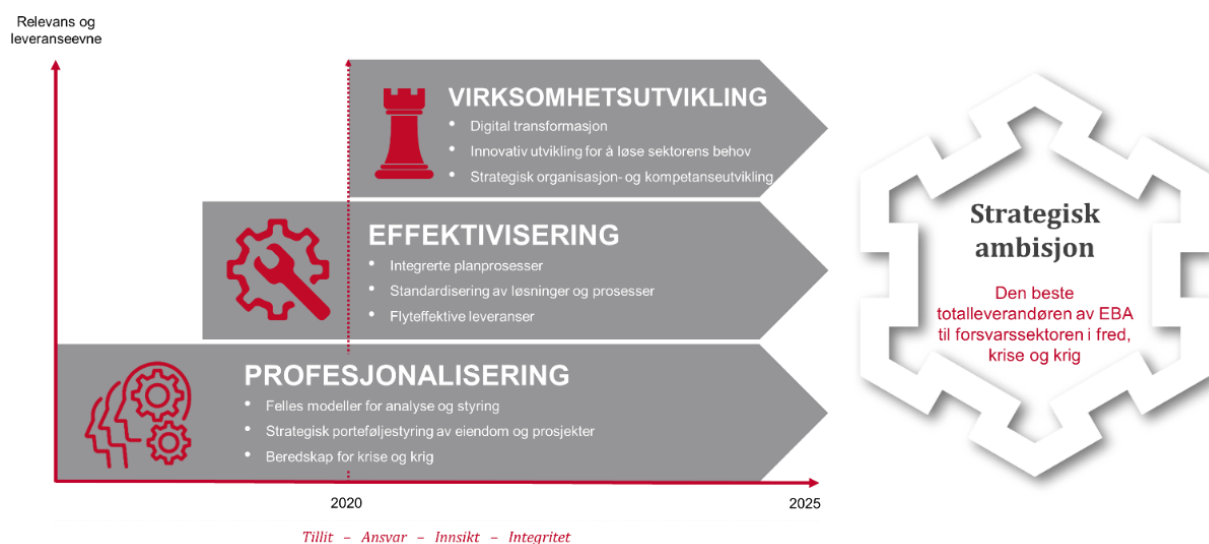 Relevans og
leveranseevne
VIRKSOMHETSUTVIKLING
• Digital transformasjon
• Innovativ utvikling for å løse sektorens behov
• Strategisk organisasjon- og kompetanseutvikling
EFFEKTIVISERING
• Integrerte planprosesser
• Standardisering av løsninger og prosesser
• Flyteffektive leveranser
PROFESJONALISERING
• Felles modeller for analyse og styring
• Strategisk porteføljestyring av eiendom og prosjekter
• Beredskap for krise og krig
2020
2025
Tillit – Ansvar – Innsikt – Integritet
Strategisk
ambisjon
Den beste
totalleverandøren av EBA
til forsvarssektoren i fred,
krise og krig